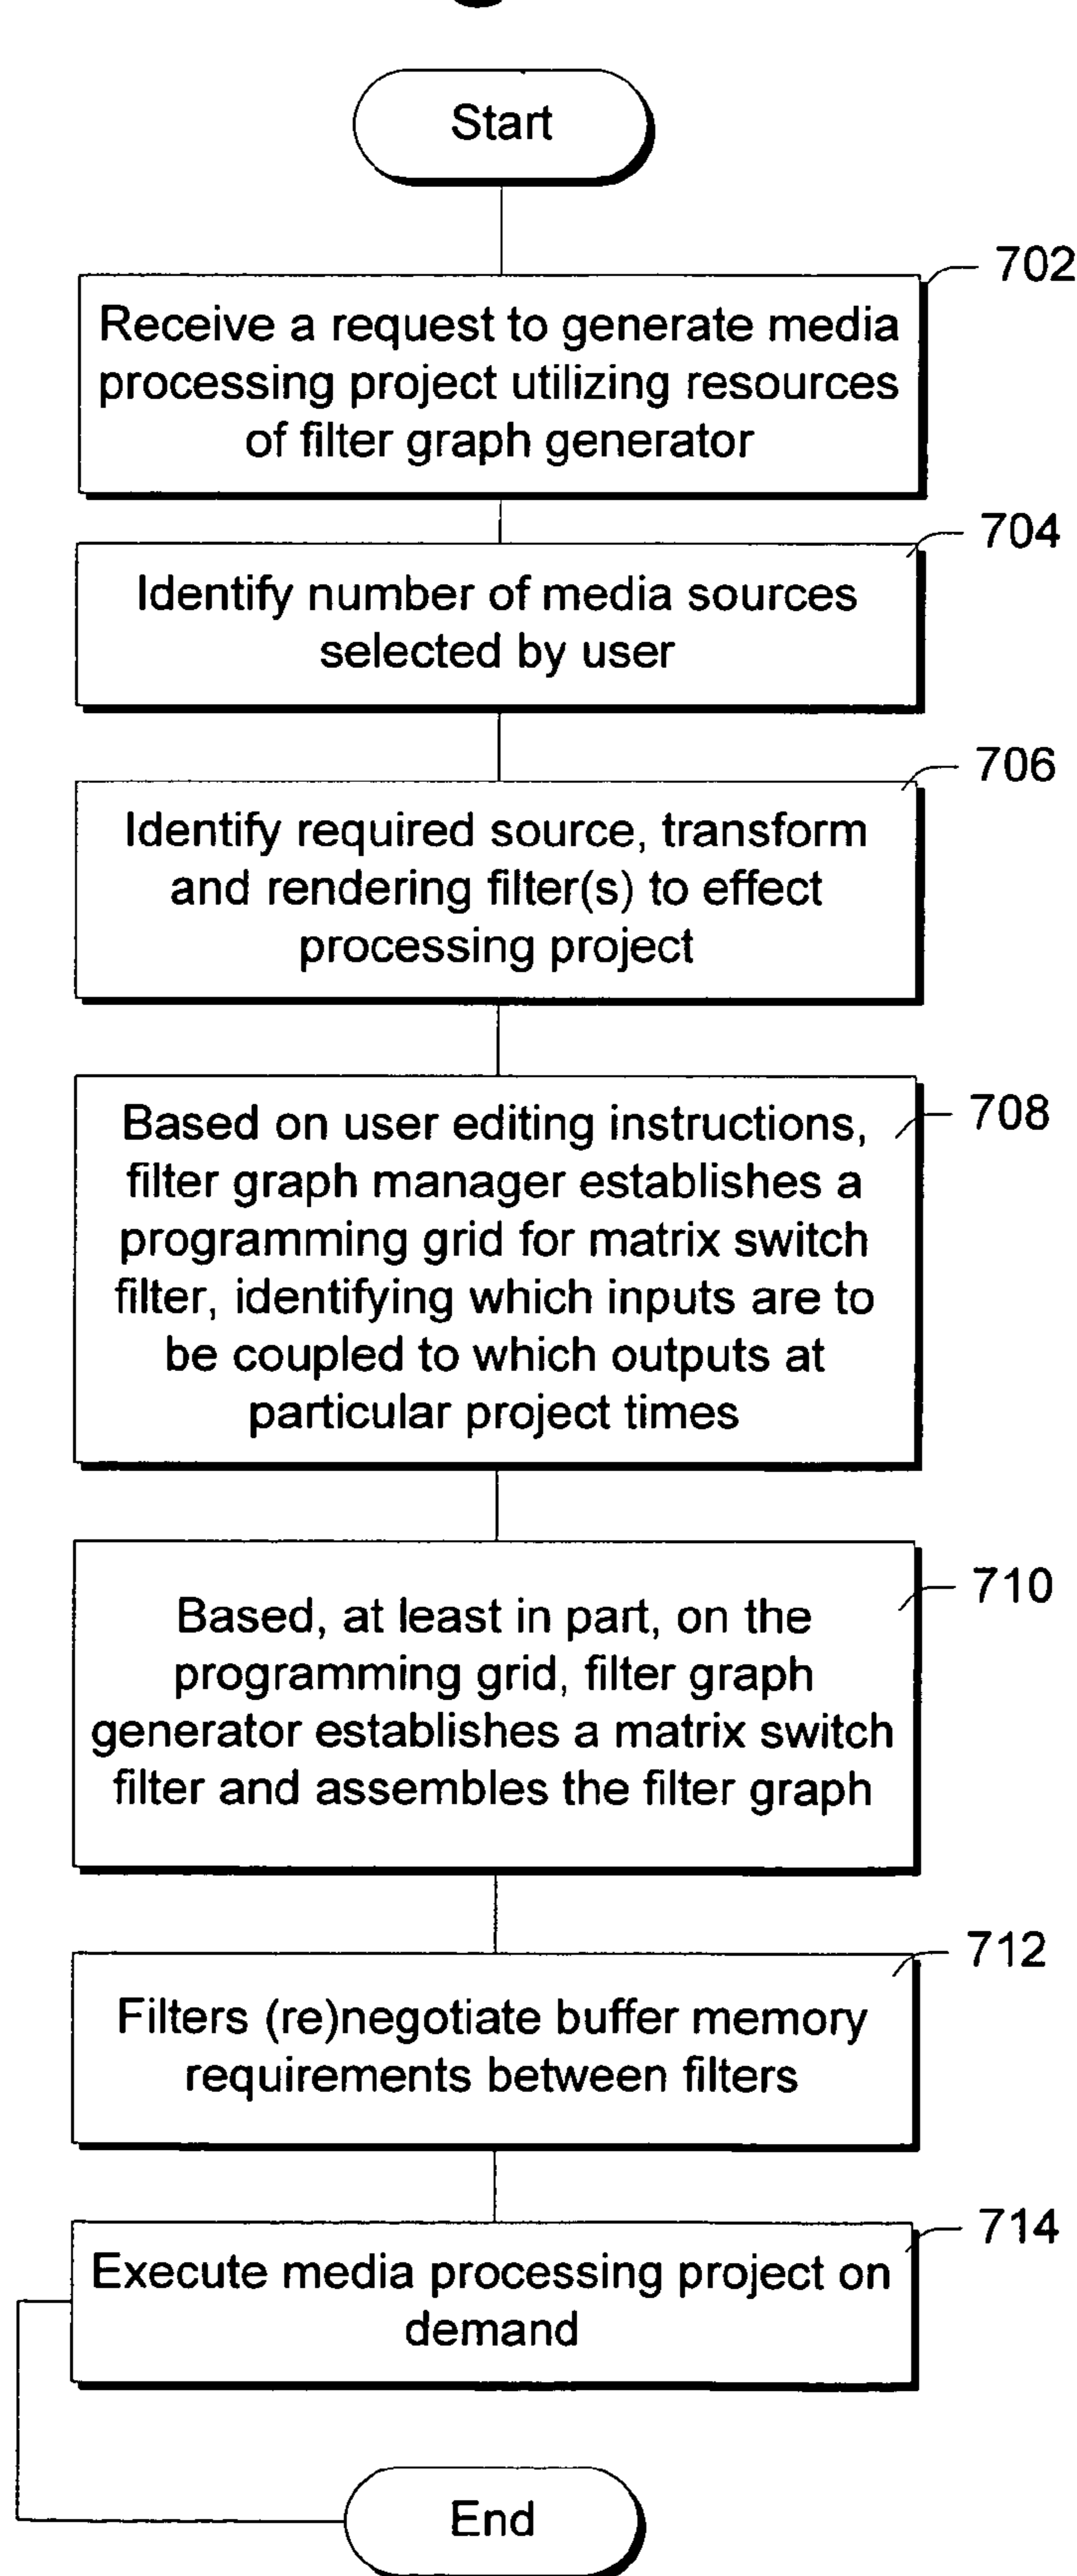 Start
702
Receive a request to generate media
processing project utilizing resources
of filter graph generator
704
Identify number of media sources
selected by user
706
Identify required source, transform
and rendering filter(s) to effect
processing project
708
Based on user editing instructions,
filter graph manager establishes a
programming grid for matrix switch
filter, identifying which inputs are to
be coupled to which outputs at
particular project times
710
Based, at least in part, on the
programming grid, filter graph
generator establishes a matrix switch
filter and assembles the filter graph
712
Filters (re)negotiate buffer memory
requirements between filters
714
Execute media processing project on
demand
End